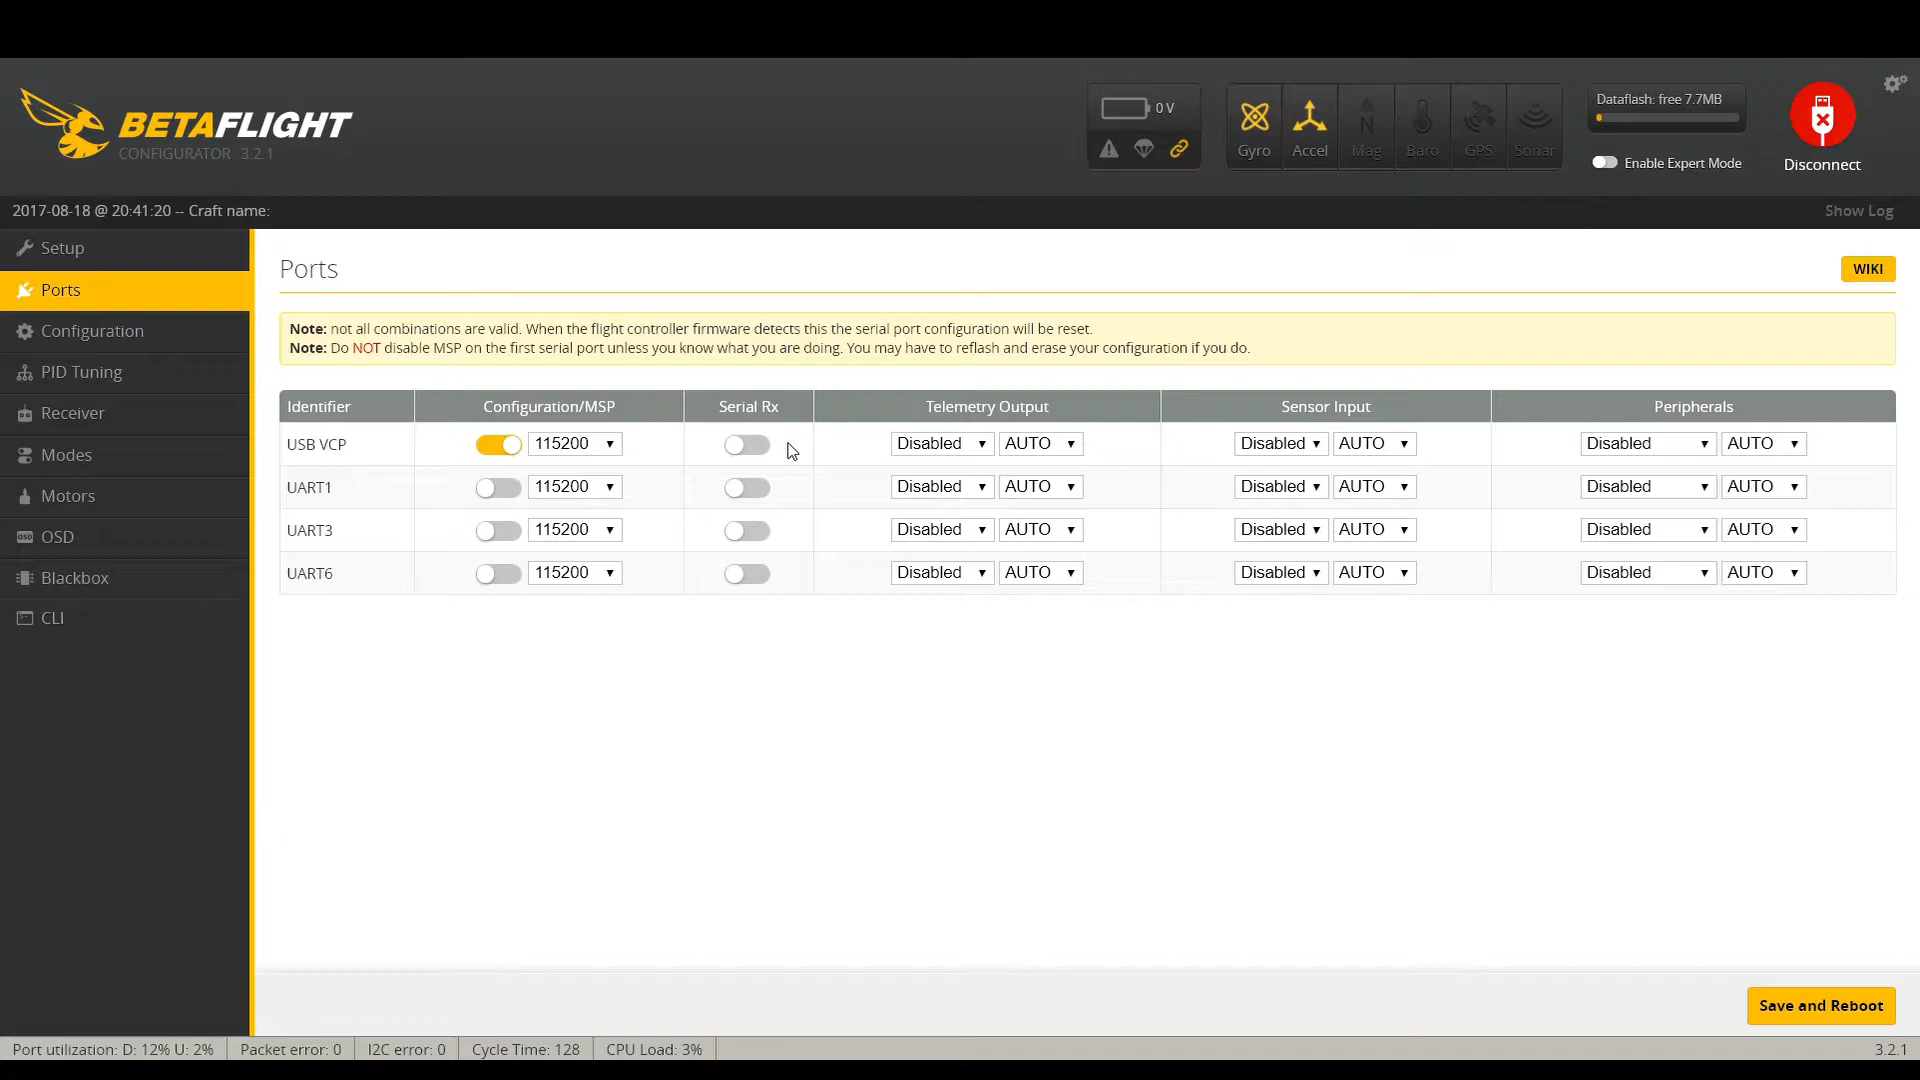 BETAFLIGHT
CONFIGURATOR 3.2.1
0 V
Gyro Accel Mag Baro GPS Sonar
Dataflash: free 7.7MB
Enable Expert Mode
Disconnect
2017-08-18 @ 20:41:20 -- Craft name:
Show Log
Setup
Ports
Configuration
PID Tuning
Receiver
Modes
Motors
OSD OSD
Blackbox
CLI
Ports
WIKI
Note: not all combinations are valid. When the flight controller firmware detects this the serial port configuration will be reset.
Note: Do NOT disable MSP on the first serial port unless you know what you are doing. You may have to reflash and erase your configuration if you do.
Identifier Configuration/MSP Serial Rx Telemetry Output Sensor Input Peripherals
USB VCP 115200 Disabled AUTO Disabled AUTO Disabled AUTO
UART1 115200 Disabled AUTO Disabled AUTO Disabled AUTO
UART3 115200 Disabled AUTO Disabled AUTO Disabled AUTO
UART6 115200 Disabled AUTO Disabled AUTO Disabled AUTO
Save and Reboot
Port utilization: D: 12% U: 2% Packet error: 0 I2C error: 0 Cycle Time: 128 CPU Load: 3% 3.2.1